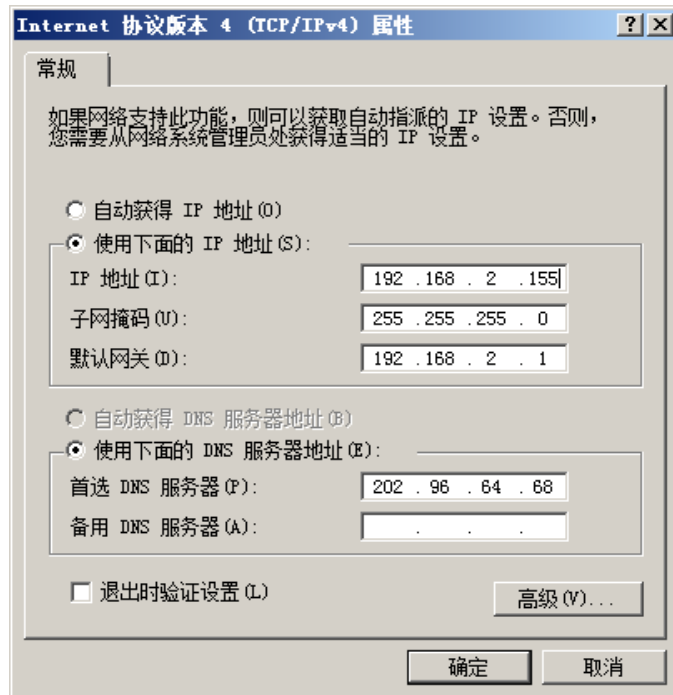 Internet 协议版本 4 (TCP/IPv4) 属性
常规
如果网络支持此功能，则可以获取自动指派的 IP 设置。否则，
您需要从网络系统管理员处获得适当的 IP 设置。
自动获得 IP 地址(O)
使用下面的 IP 地址(S):
IP 地址(I): 192 .168 . 2 .155
子网掩码(U): 255 .255 .255 . 0
默认网关(D): 192 .168 . 2 . 1
自动获得 DNS 服务器地址(B)
使用下面的 DNS 服务器地址(E):
首选 DNS 服务器(P): 202 . 96 . 64 . 68
备用 DNS 服务器(A): . . .
退出时验证设置(L)
高级(V)...
确定 取消